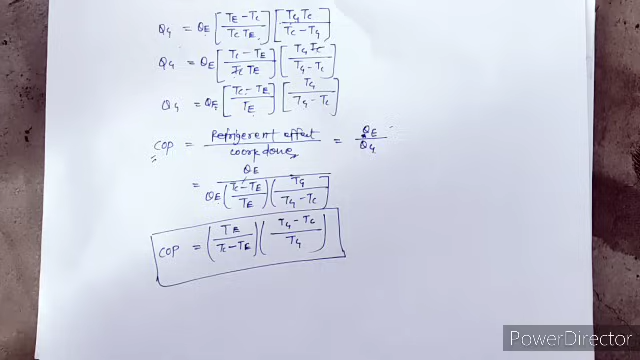 Q₄ = QE [ (TE − Tc) / (Tc TE) ] [ (T₄ Tc) / (Tc − T₄) ]
Q₄ = QE [ (Tc − TE) / (Tc TE) ] [ (T₄ Tc) / (T₄ − Tc) ]
Q₄ = QE [ (Tc − TE) / TE ] [ T₄ / (T₄ − Tc) ]
COP = Refrigerent effect / work done = QE / Q₄
= QE / ( QE ( (Tc − TE) / TE ) ( T₄ / (T₄ − Tc) ) )
COP = ( TE / (Tc − TE) ) ( (T₄ − Tc) / T₄ )
PowerDirector